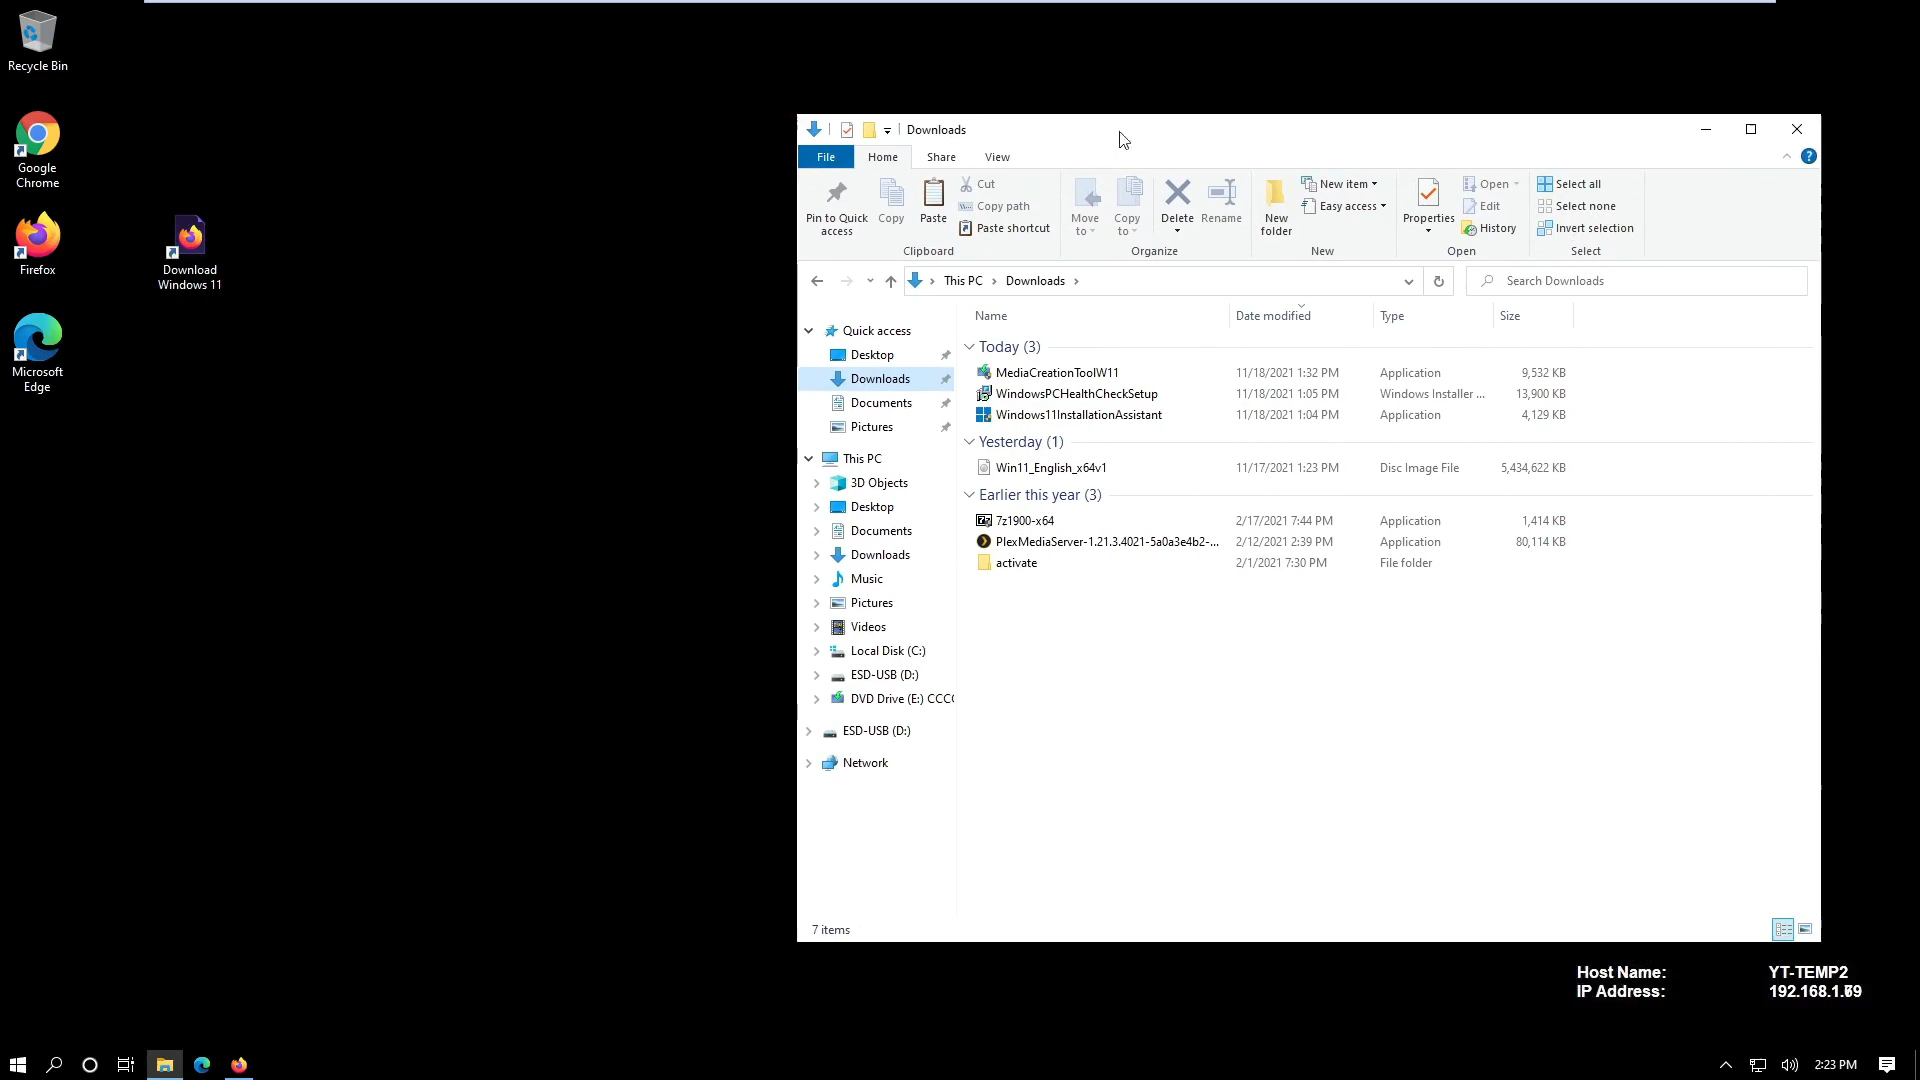 Recycle Bin
Google
Chrome
Firefox
Download
Windows 11
Microsoft
Edge
Downloads
File Home Share View
Pin to Quick
access
Copy
Paste
Cut
Copy path
Paste shortcut
Clipboard
Move
to
Copy
to
Delete
Rename
Organize
New
folder
New item
Easy access
New
Properties
Open
Edit
History
Open
Select all
Select none
Invert selection
Select
This PC Downloads
Search Downloads
Quick access
Desktop
Downloads
Documents
Pictures
This PC
3D Objects
Desktop
Documents
Downloads
Music
Pictures
Videos
Local Disk (C:)
ESD-USB (D:)
DVD Drive (E:) CCC
ESD-USB (D:)
Network
Name Date modified Type Size
Today (3)
MediaCreationToolW11 11/18/2021 1:32 PM Application 9,532 KB
WindowsPCHealthCheckSetup 11/18/2021 1:05 PM Windows Installer ... 13,900 KB
Windows11InstallationAssistant 11/18/2021 1:04 PM Application 4,129 KB
Yesterday (1)
Win11_English_x64v1 11/17/2021 1:23 PM Disc Image File 5,434,622 KB
Earlier this year (3)
7z1900-x64 2/17/2021 7:44 PM Application 1,414 KB
PlexMediaServer-1.21.3.4021-5a0a3e4b2-... 2/12/2021 2:39 PM Application 80,114 KB
activate 2/1/2021 7:30 PM File folder
7 items
Host Name: YT-TEMP2
IP Address:
2:23 PM